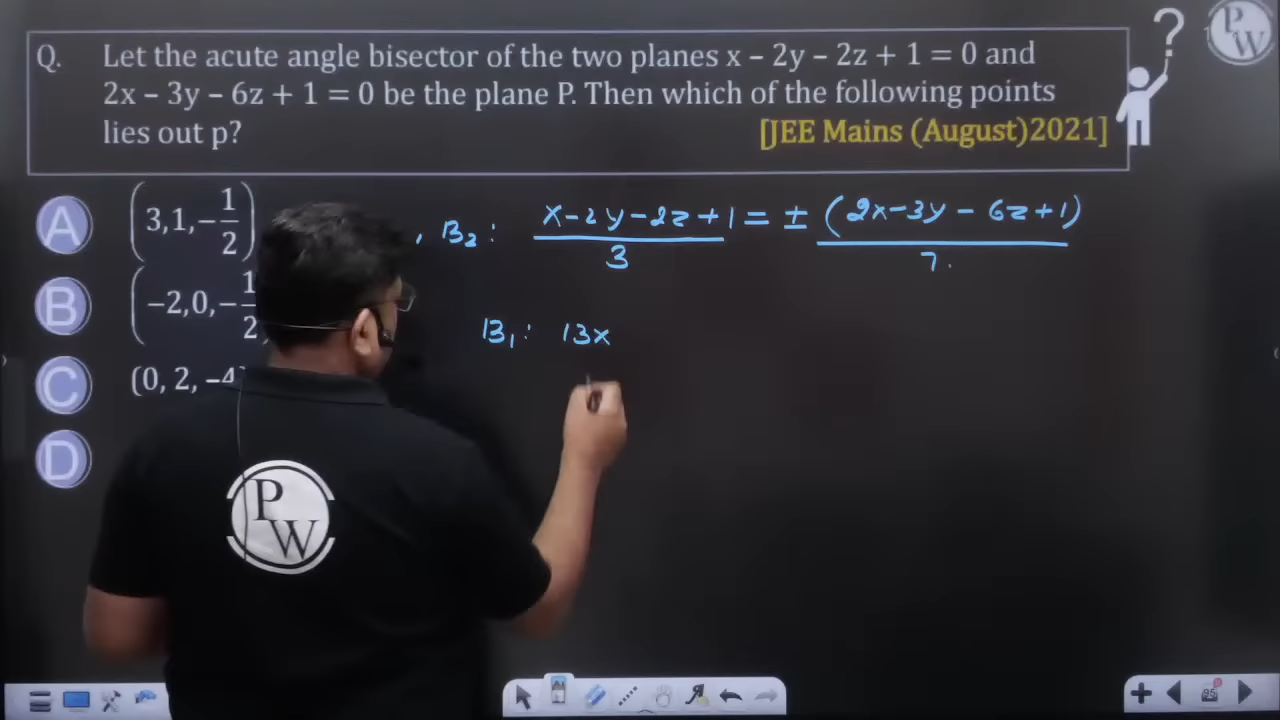 Q. Let the acute angle bisector of the two planes x – 2y – 2z + 1 = 0 and
2x – 3y – 6z + 1 = 0 be the plane P. Then which of the following points
lies out p?
[JEE Mains (August)2021]
?
PW
A (3, 1, –1/2)
B (–2, 0, –1/2
C (0, 2, –4)
D
, B₂ : x-2y-2z+1/3 = ± (2x-3y-6z+1)/7.
B₁ : 13x
PW
95